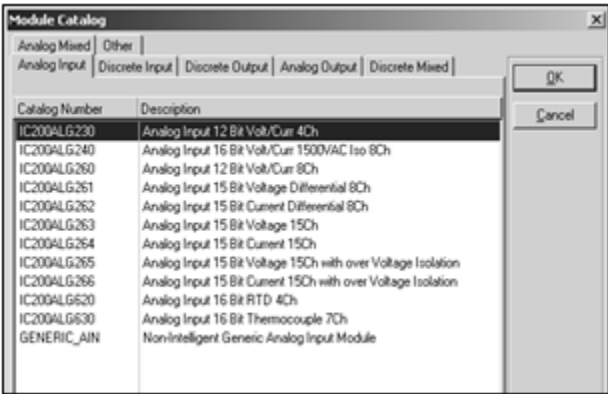 Module Catalog
Analog Mixed Other
Analog Input Discrete Input Discrete Output Analog Output Discrete Mixed
OK
Cancel
Catalog Number Description
IC200ALG230 Analog Input 12 Bit Volt/Curr 4Ch
IC200ALG240 Analog Input 16 Bit Volt/Curr 1500VAC Iso 8Ch
IC200ALG260 Analog Input 12 Bit Volt/Curr 8Ch
IC200ALG261 Analog Input 15 Bit Voltage Differential 8Ch
IC200ALG262 Analog Input 15 Bit Current Differential 8Ch
IC200ALG263 Analog Input 15 Bit Voltage 15Ch
IC200ALG264 Analog Input 15 Bit Current 15Ch
IC200ALG265 Analog Input 15 Bit Voltage 15Ch with over Voltage Isolation
IC200ALG266 Analog Input 15 Bit Current 15Ch with over Voltage Isolation
IC200ALG620 Analog Input 16 Bit RTD 4Ch
IC200ALG630 Analog Input 16 Bit Thermocouple 7Ch
GENERIC_AIN Non-Intelligent Generic Analog Input Module